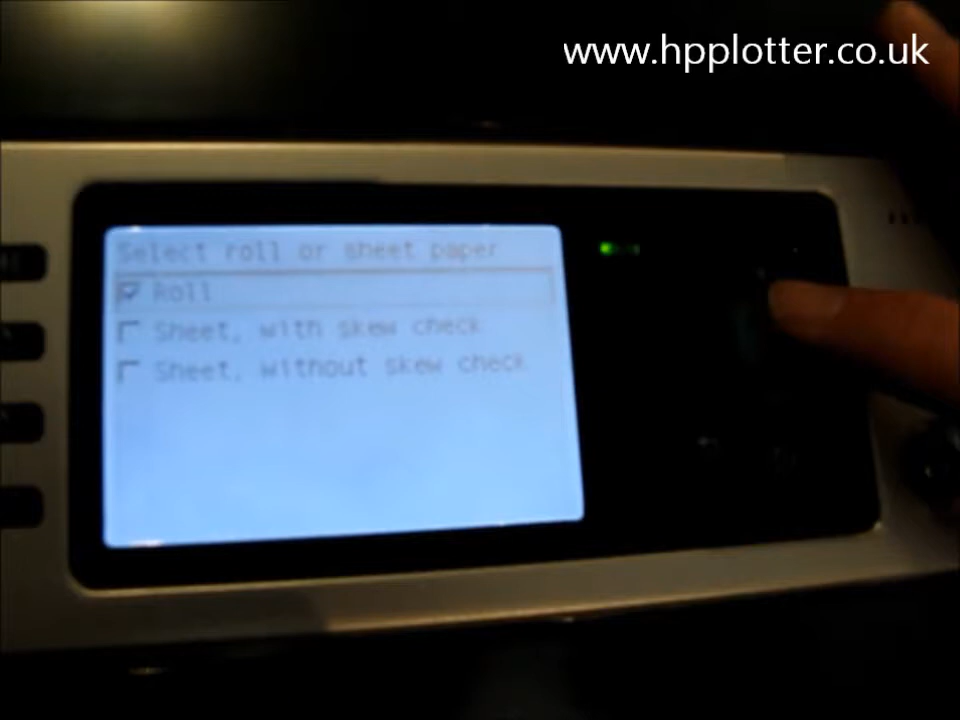 www.hpplotter.co.uk
Select roll or sheet paper
Roll
Sheet, with skew check
Sheet, without skew check